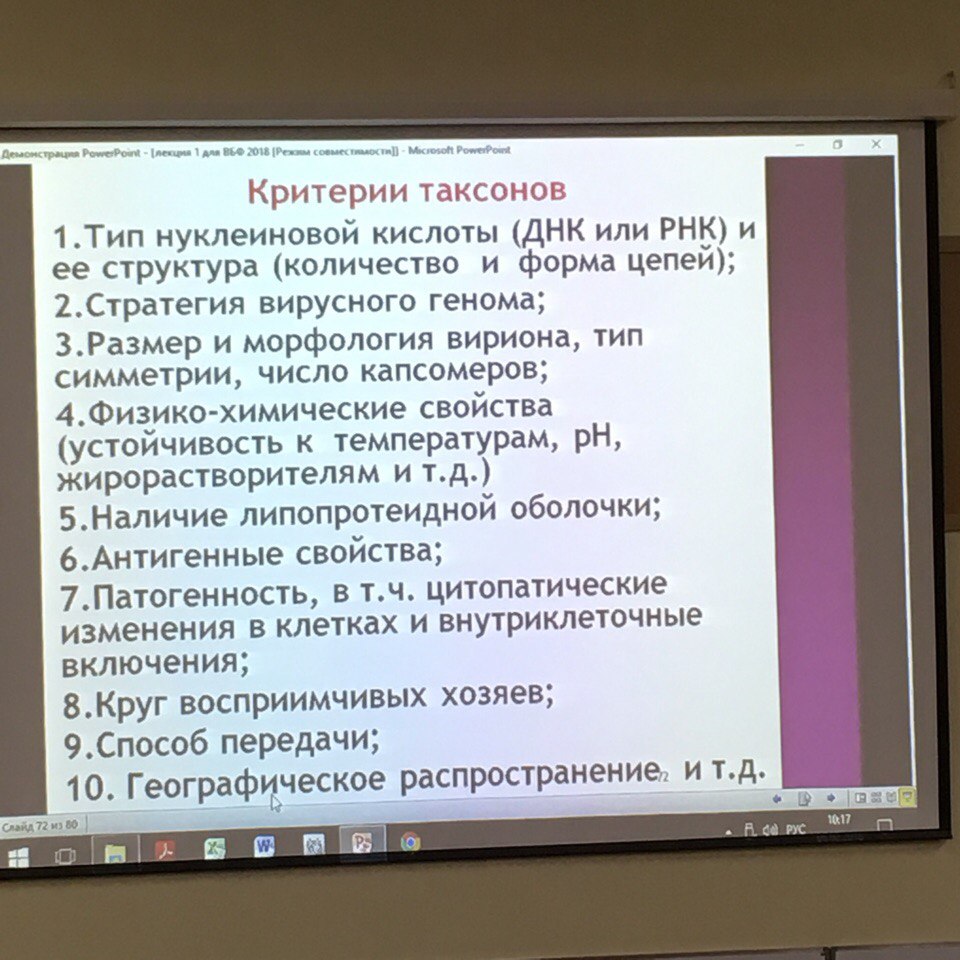 Демонстрация PowerPoint - [лекция 1 для ВБФ 2018 [Режим совместимости]] - Microsoft PowerPoint
Критерии таксонов
1.Тип нуклеиновой кислоты (ДНК или РНК) и
ее структура (количество и форма цепей);
2.Стратегия вирусного генома;
3.Размер и морфология вириона, тип
симметрии, число капсомеров;
4.Физико-химические свойства
(устойчивость к температурам, pH,
жирорастворителям и т.д.)
5.Наличие липопротеидной оболочки;
6.Антигенные свойства;
7.Патогенность, в т.ч. цитопатические
изменения в клетках и внутриклеточные
включения;
8.Круг восприимчивых хозяев;
9.Способ передачи;
10. Географическое распространение и т.д.
72
Слайд 72 из 80
РУС
10:17